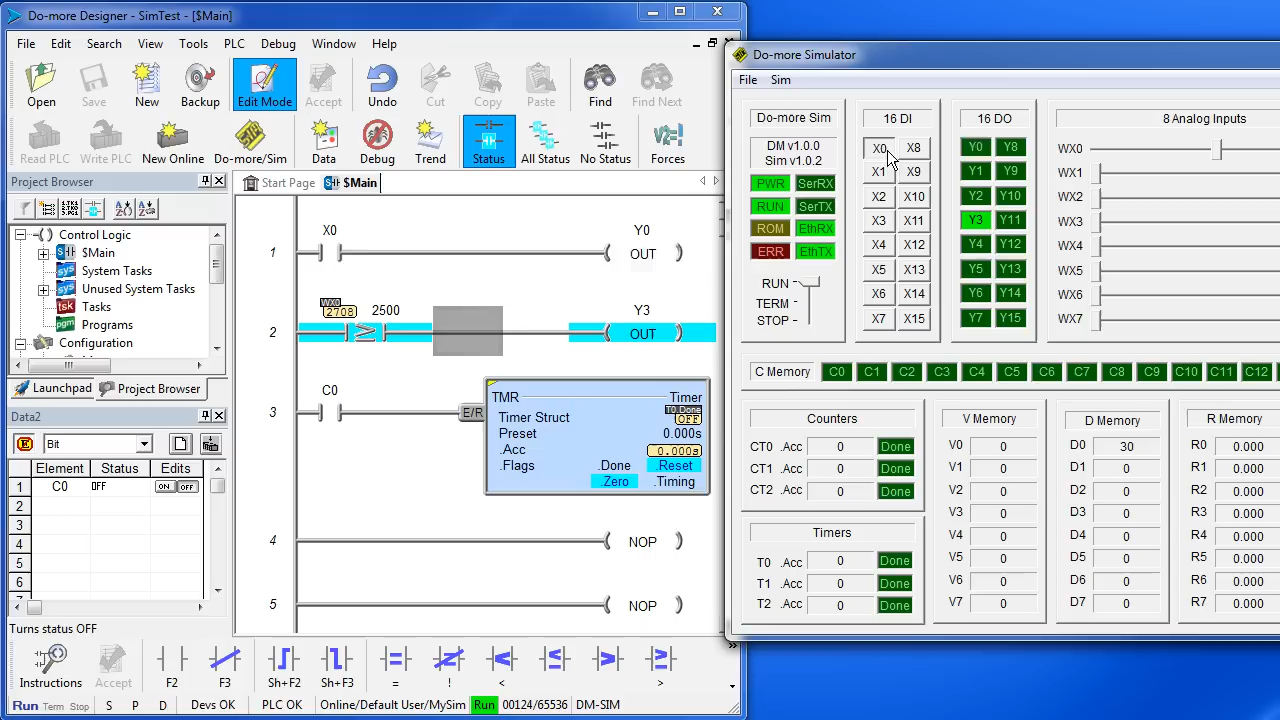 Do-more Designer - SimTest - [$Main]
File Edit Search View Tools PLC Debug Window Help
Open Save New Backup Edit Mode Accept Undo Cut Copy Paste Find Find Next
Read PLC Write PLC New Online Do-more/Sim Data Debug Trend Status All Status No Status Forces
Project Browser
Start Page $Main
Control Logic
$Main
System Tasks
Unused System Tasks
Tasks
Programs
Configuration
Launchpad Project Browser
Data2
Bit
Element Status Edits
1 C0 OFF ON OFF
2
3
4
5
6
Turns status OFF
X0 Y0
1 OUT
WX0 2500 Y3
2708
2 ≥ OUT
C0
3 E/R
TMR Timer
Timer Struct T0.Done
OFF
Preset 0.000s
.Acc 0.000s
.Flags .Done .Reset
.Zero .Timing
4 NOP
5 NOP
Instructions Accept F2 F3 Sh+F2 Sh+F3 = ! < ≤ > ≥
= ! < >
Run Term Stop S P D Devs OK PLC OK Online/Default User/MySim Run 00124/65536 DM-SIM
Do-more Simulator
File Sim
Do-more Sim
DM v1.0.0
Sim v1.0.2
PWR SerRX
RUN SerTX
ROM EthRX
ERR EthTX
RUN
TERM
STOP
16 DI
X0 X8
X1 X9
X2 X10
X3 X11
X4 X12
X5 X13
X6 X14
X7 X15
16 DO
Y0 Y8
Y1 Y9
Y2 Y10
Y3 Y11
Y4 Y12
Y5 Y13
Y6 Y14
Y7 Y15
8 Analog Inputs
WX0
WX1
WX2
WX3
WX4
WX5
WX6
WX7
C Memory C0 C1 C2 C3 C4 C5 C6 C7 C8 C9 C10 C11 C12
Counters
CT0 .Acc 0 Done
CT1 .Acc 0 Done
CT2 .Acc 0 Done
Timers
T0 .Acc 0 Done
T1 .Acc 0 Done
T2 .Acc 0 Done
V Memory
V0 0
V1 0
V2 0
V3 0
V4 0
V5 0
V6 0
V7 0
D Memory
D0 30
D1 0
D2 0
D3 0
D4 0
D5 0
D6 0
D7 0
R Memory
R0 0.000
R1 0.000
R2 0.000
R3 0.000
R4 0.000
R5 0.000
R6 0.000
R7 0.000